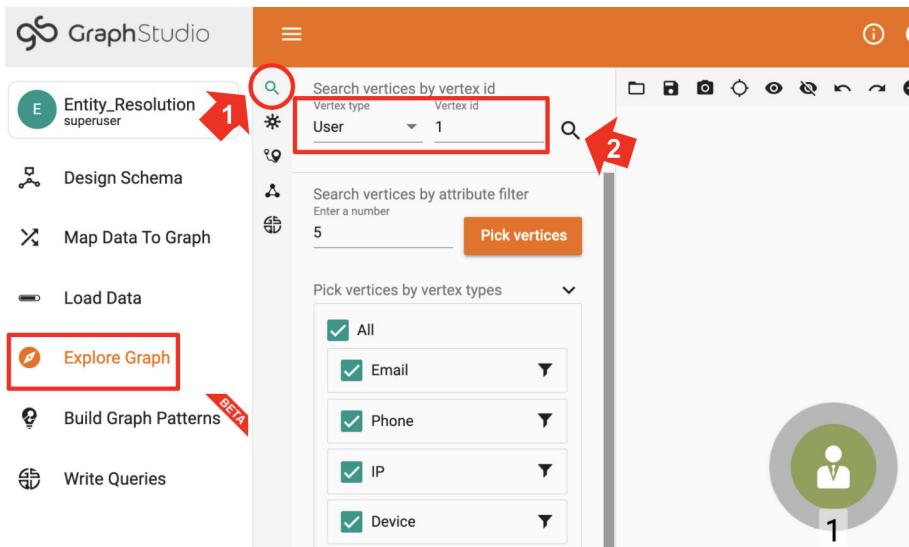 GraphStudio
E
Entity_Resolution
superuser
Design Schema
Map Data To Graph
Load Data
Explore Graph
Build Graph Patterns
BETA
Write Queries
1
Search vertices by vertex id
Vertex type
Vertex id
User
1
2
Search vertices by attribute filter
Enter a number
5
Pick vertices
Pick vertices by vertex types
All
Email
Phone
IP
Device
1